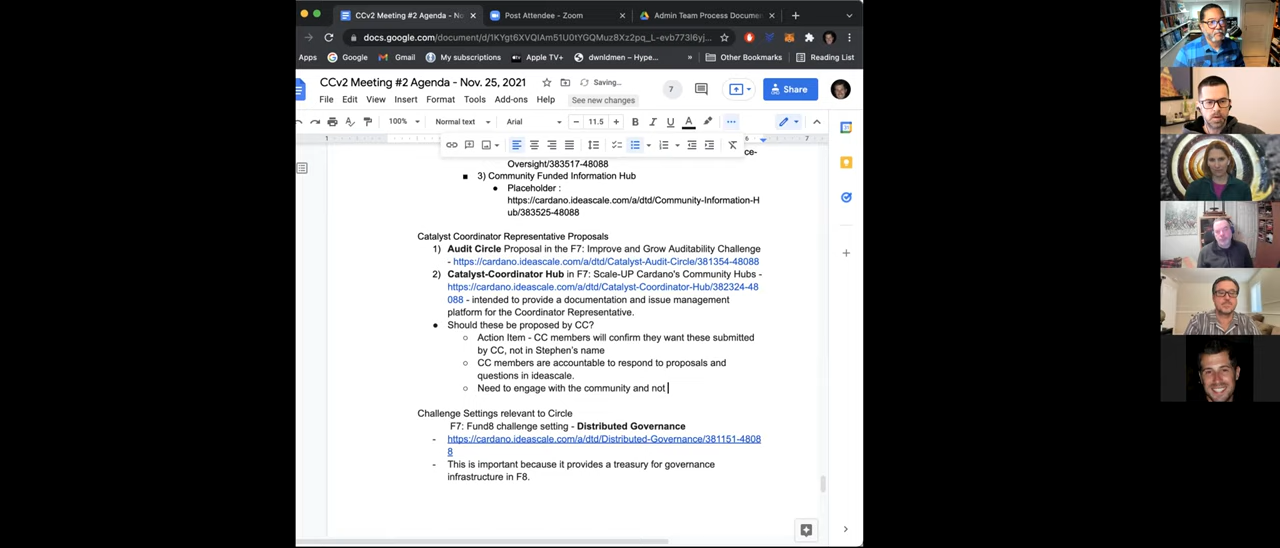 CCv2 Meeting #2 Agenda - No
Post Attendee - Zoom
Admin Team Process Documen
Apps
Google
Gmail
My subscriptions
Apple TV+
dwnldmen – Hype...
»
Other Bookmarks
Reading List
CCv2 Meeting #2 Agenda - Nov. 25, 2021
Saving...
7
Share
File Edit View Insert Format Tools Add-ons Help
See new changes
100%
Normal text
Arial
11.5
B I U A
1
6
7
ce-
Oversight/383517-48088
■ 3) Community Funded Information Hub
● Placeholder :
https://cardano.ideascale.com/a/dtd/Community-Information-H
ub/383525-48088
Catalyst Coordinator Representative Proposals
1) Audit Circle Proposal in the F7: Improve and Grow Auditability Challenge
- https://cardano.ideascale.com/a/dtd/Catalyst-Audit-Circle/381354-48088
2) Catalyst-Coordinator Hub in F7: Scale-UP Cardano's Community Hubs -
https://cardano.ideascale.com/a/dtd/Catalyst-Coordinator-Hub/382324-48
088 - intended to provide a documentation and issue management
platform for the Coordinator Representative.
● Should these be proposed by CC?
○ Action Item - CC members will confirm they want these submitted
by CC, not in Stephen's name
○ CC members are accountable to respond to proposals and
questions in ideascale.
○ Need to engage with the community and not
Challenge Settings relevant to Circle
F7: Fund8 challenge setting - Distributed Governance
- https://cardano.ideascale.com/a/dtd/Distributed-Governance/381151-4808
8
- This is important because it provides a treasury for governance
infrastructure in F8.